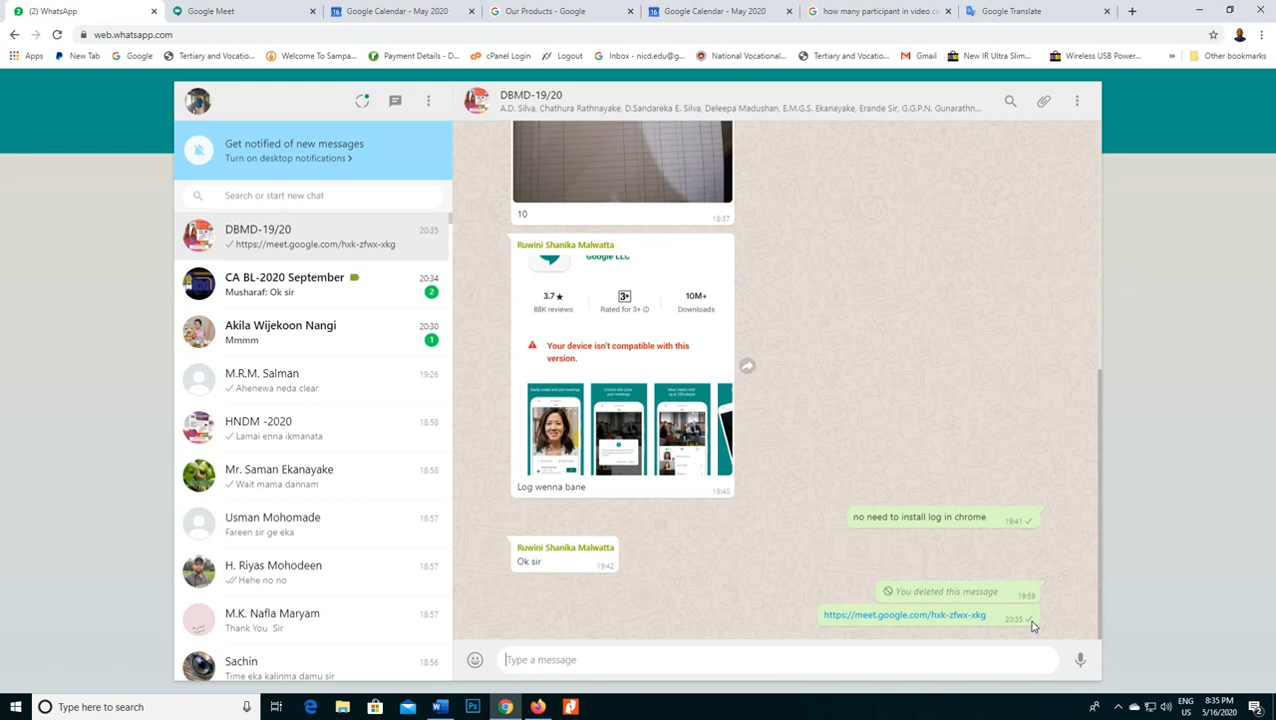 (2) WhatsApp
Google Meet
Google Calendar - May 2020
Our Products - Google
Google Calendar - May 2020
how many participant in video c
Google Translate
web.whatsapp.com
Apps
New Tab
Google
Tertiary and Vocatio...
Welcome To Sampa...
Payment Details - D...
cPanel Login
Logout
Inbox - nicd.edu@g...
National Vocational...
Tertiary and Vocatio...
Gmail
New IR Ultra Slim...
Wireless USB Power...
»
Other bookmarks
DBMD-19/20
A.D. Silva, Chathura Rathnayake, D.Sandareka E. Silva, Deleepa Madushan, E.M.G.S. Ekanayake, Erande Sir, G.G.P.N. Gunarathn...
Get notified of new messages
Turn on desktop notifications >
Search or start new chat
DBMD-19/20
20:35
https://meet.google.com/hxk-zfwx-xkg
CA BL-2020 September
20:34
Musharaf: Ok sir
2
Akila Wijekoon Nangi
20:30
Mmmm
1
M.R.M. Salman
19:26
Ahenewa neda clear
HNDM -2020
18:58
Lamai enna ikmanata
Mr. Saman Ekanayake
18:58
Wait mama dannam
Usman Mohomade
18:57
Fareen sir ge eka
H. Riyas Mohodeen
18:57
Hehe no no
M.K. Nafla Maryam
18:57
Thank You Sir
Sachin
18:56
Time eka kalinma damu sir
10
18:37
Ruwini Shanika Malwatta
Google LLC
3.7★
88K reviews
3+
Rated for 3+
10M+
Downloads
Your device isn't compatible with this
version.
Log wenna bane
19:40
no need to install log in chrome
19:41
Ruwini Shanika Malwatta
Ok sir
19:42
You deleted this message
19:59
https://meet.google.com/hxk-zfwx-xkg
20:35
Type a message
Type here to search
ENG
US
8:35 PM
5/16/2020
2